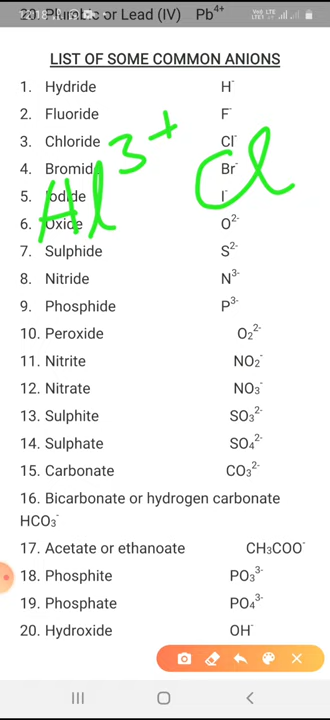 20. Plumbic or Lead (IV) Pb⁴⁺
LIST OF SOME COMMON ANIONS
1. Hydride H⁻
2. Fluoride F⁻
3. Chloride Cl⁻
4. Bromide Br⁻
5. Iodide I⁻
6. Oxide O²⁻
7. Sulphide S²⁻
8. Nitride N³⁻
9. Phosphide P³⁻
10. Peroxide O₂²⁻
11. Nitrite NO₂⁻
12. Nitrate NO₃⁻
13. Sulphite SO₃²⁻
14. Sulphate SO₄²⁻
15. Carbonate CO₃²⁻
16. Bicarbonate or hydrogen carbonate
HCO₃⁻
17. Acetate or ethanoate CH₃COO⁻
18. Phosphite PO₃³⁻
19. Phosphate PO₄³⁻
20. Hydroxide OH⁻
Al³⁺ Cl